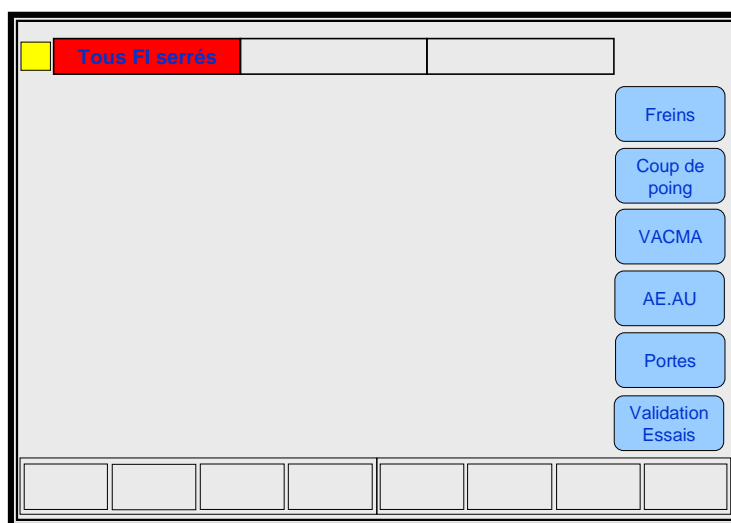 Tous FI serrés
Freins
Coup de
poing
VACMA
AE.AU
Portes
Validation
Essais